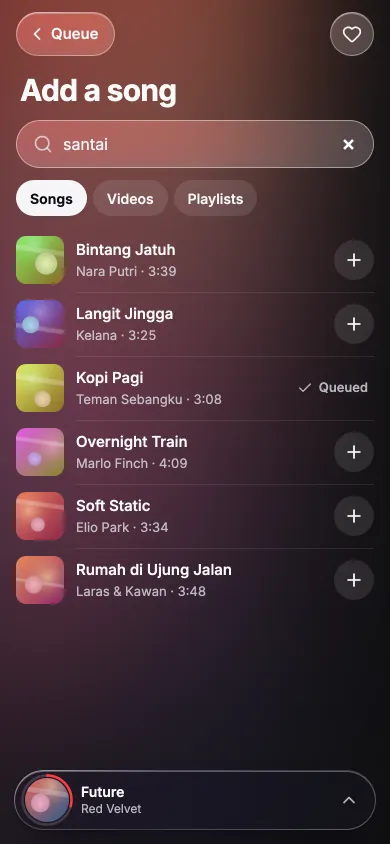 Queue
Add a song
santai
Songs Videos Playlists
Bintang Jatuh
Nara Putri · 3:39
Langit Jingga
Kelana · 3:25
Kopi Pagi
Teman Sebangku · 3:08
Queued
Overnight Train
Marlo Finch · 4:09
Soft Static
Elio Park · 3:34
Rumah di Ujung Jalan
Laras & Kawan · 3:48
Future
Red Velvet